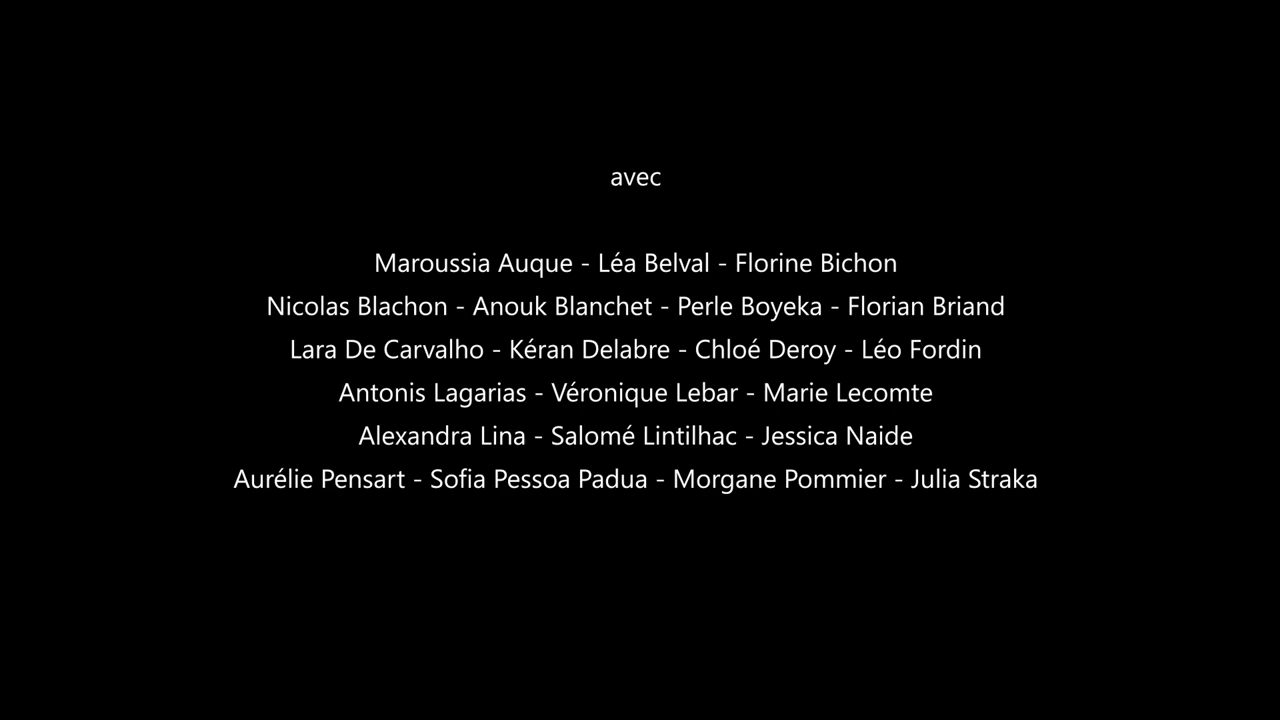 avec
Maroussia Auque - Léa Belval - Florine Bichon
Nicolas Blachon - Anouk Blanchet - Perle Boyeka - Florian Briand
Lara De Carvalho - Kéran Delabre - Chloé Deroy - Léo Fordin
Antonis Lagarias - Véronique Lebar - Marie Lecomte
Alexandra Lina - Salomé Lintilhac - Jessica Naide
Aurélie Pensart - Sofia Pessoa Padua - Morgane Pommier - Julia Straka